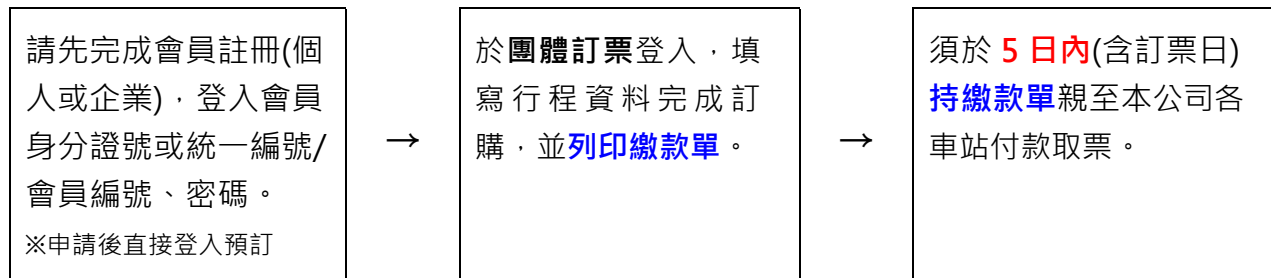 請先完成會員註冊(個
人或企業)，登入會員
身分證號或統一編號/
會員編號、密碼。
※申請後直接登入預訂
→
於團體訂票登入，填
寫行程資料完成訂
購，並列印繳款單。
→
須於 5 日內(含訂票日)
持繳款單親至本公司各
車站付款取票。